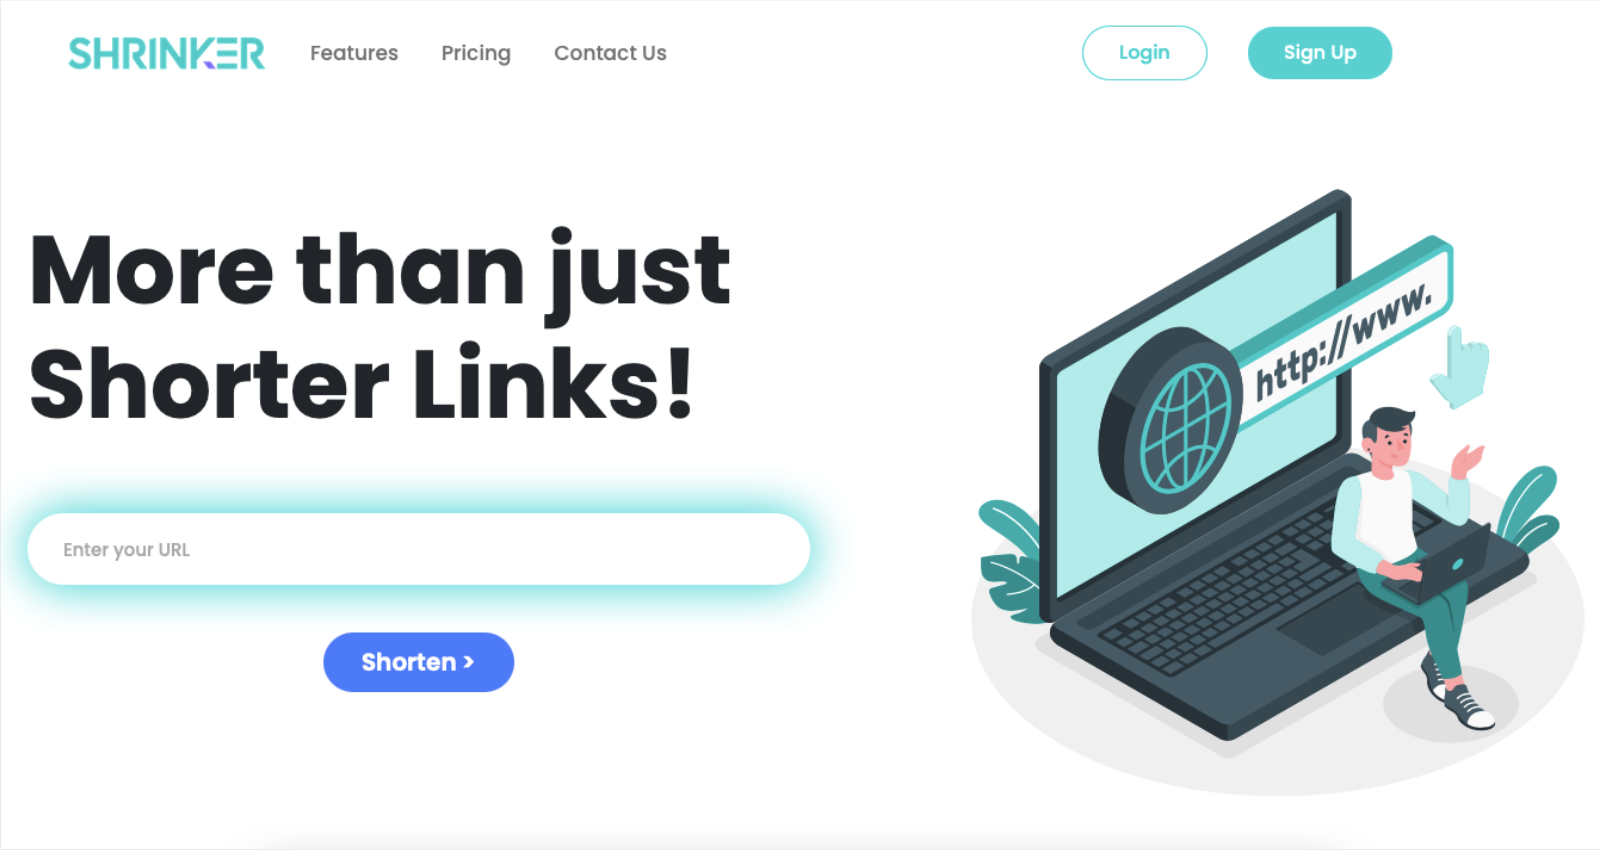 SHRINKER
Features
Pricing
Contact Us
Login
Sign Up
More than just
Shorter Links!
Enter your URL
Shorten >
http://www.